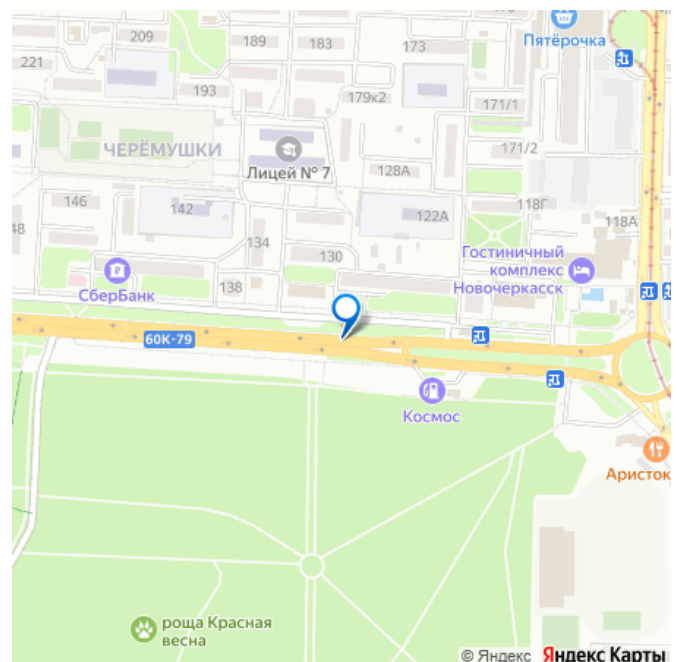 209
189
183
173
Пятёрочка
221
193
179к2
171/1
ЧЕРЁМУШКИ
Лицей № 7
171/2
128А
146
142
122А
118Г
118А
48
134
130
Гостиничный
комплекс
Новочеркасск
138
СберБанк
60К-79
Космос
Аристок
роща Красная
весна
© Яндекс Яндекс Карты